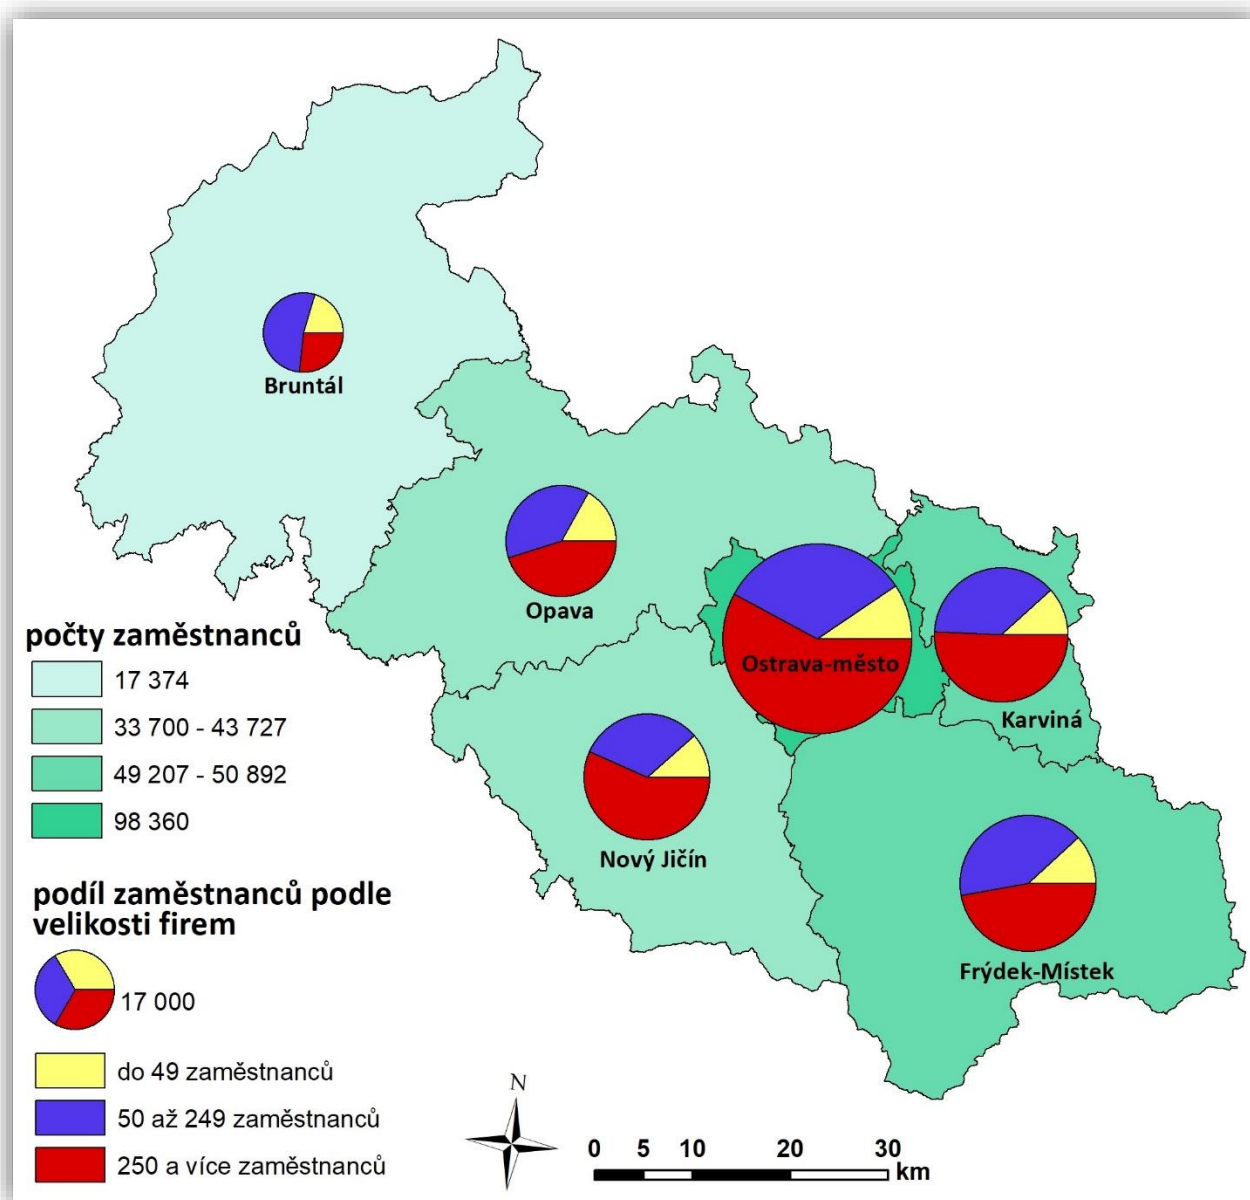 Bruntál
Opava
Ostrava-město
Karviná
Nový Jičín
Frýdek-Místek
počty zaměstnanců
17 374
33 700 - 43 727
49 207 - 50 892
98 360
podíl zaměstnanců podle
velikosti firem
17 000
do 49 zaměstnanců
50 až 249 zaměstnanců
250 a více zaměstnanců
N
0 5 10 20 30
km